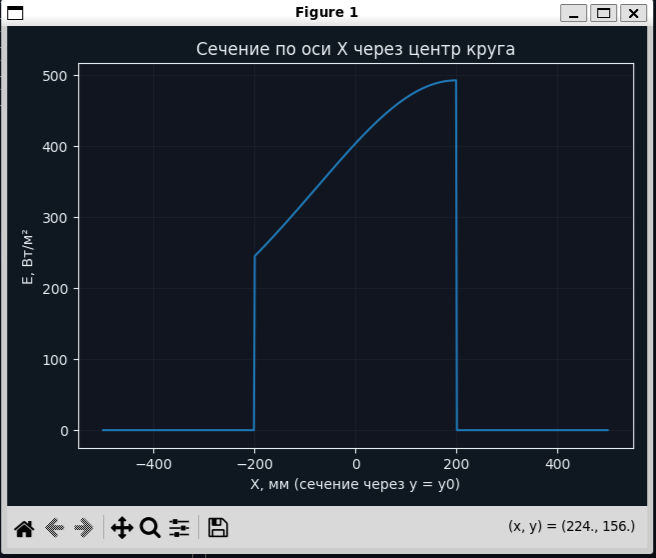 Figure 1
Сечение по оси X через центр круга
500
400
300
200
100
0
E, Вт/м²
−400
−200
0
200
400
X, мм (сечение через y = y0)
(x, y) = (224., 156.)